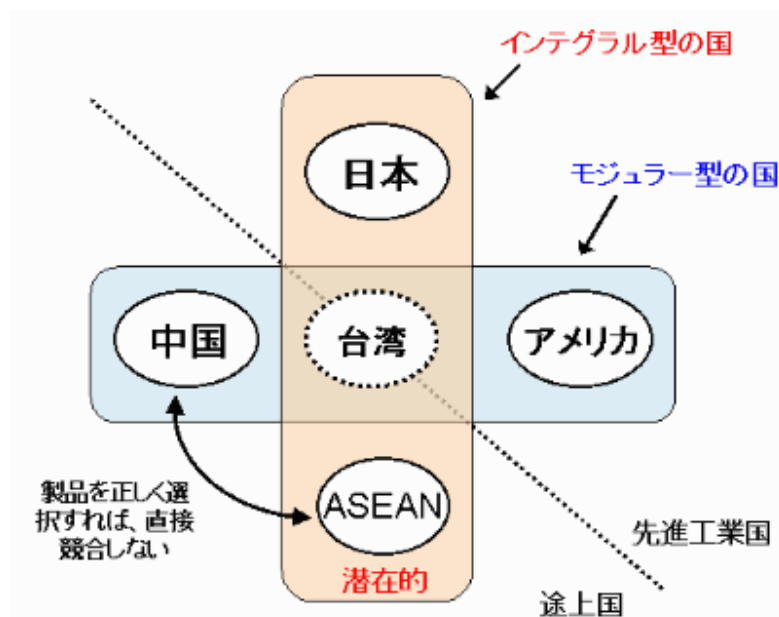 インテグラル型の国
日本
モジュラー型の国
中国
台湾
アメリカ
製品を正しく選
択すれば、直接
競合しない
ASEAN
潜在的
先進工業国
途上国